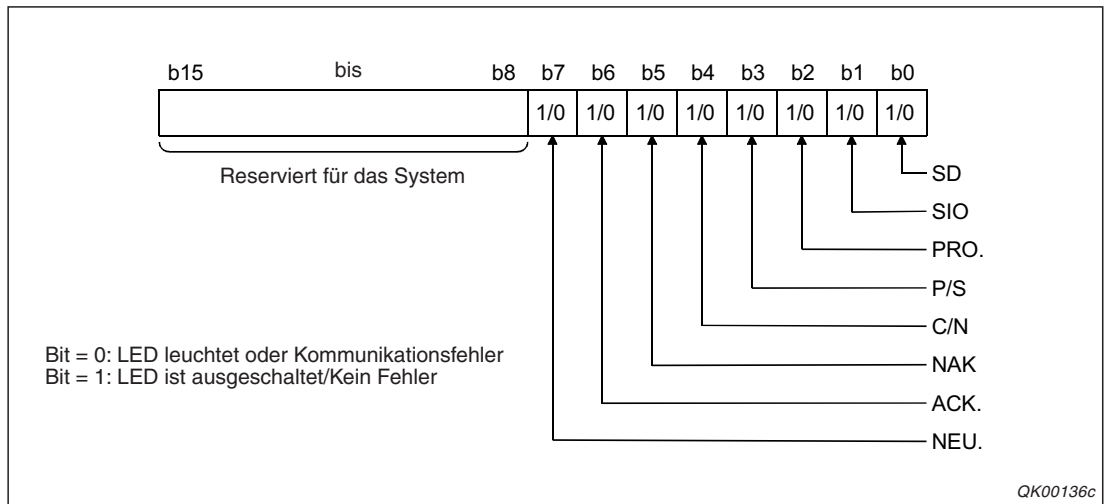 b15 bis b8 b7 b6 b5 b4 b3 b2 b1 b0
1/0 1/0 1/0 1/0 1/0 1/0 1/0 1/0
Reserviert für das System
SD
SIO
PRO.
P/S
C/N
NAK
ACK.
NEU.
Bit = 0: LED leuchtet oder Kommunikationsfehler
Bit = 1: LED ist ausgeschaltet/Kein Fehler
QK00136c